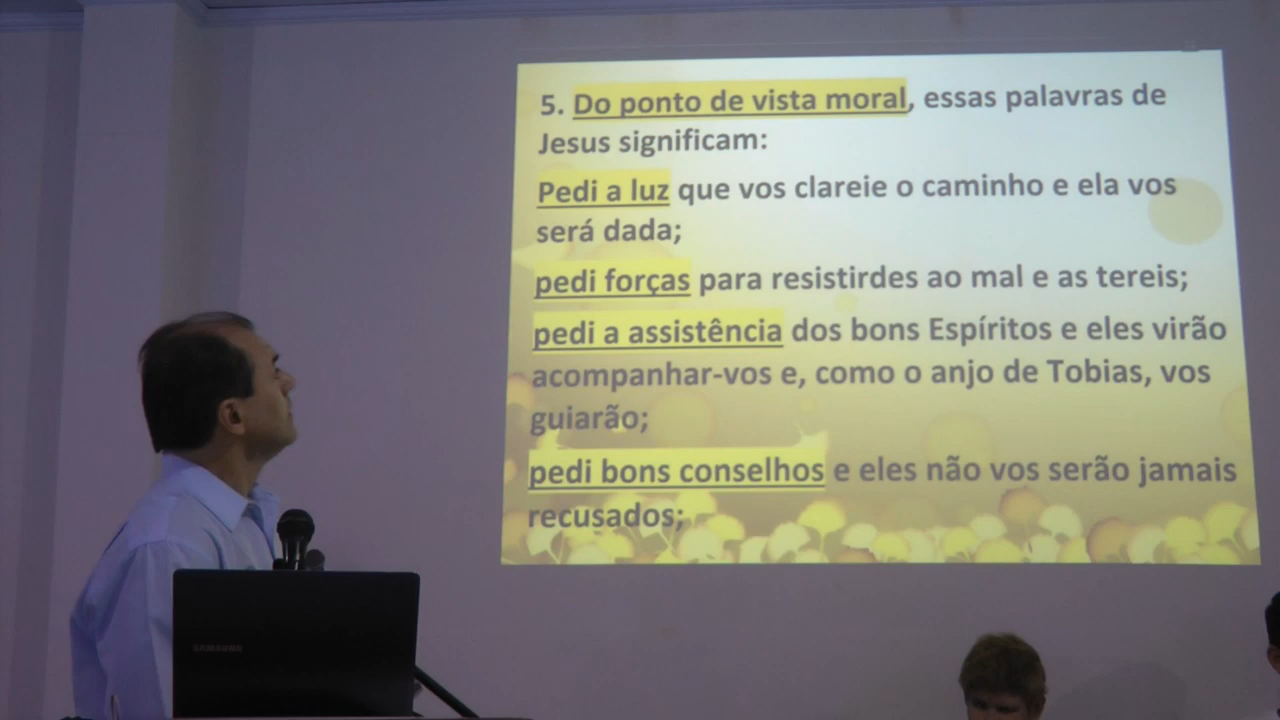 5. Do ponto de vista moral, essas palavras de
Jesus significam:
Pedi a luz que vos clareie o caminho e ela vos
será dada;
pedi forças para resistirdes ao mal e as tereis;
pedi a assistência dos bons Espíritos e eles virão
acompanhar-vos e, como o anjo de Tobias, vos
guiarão;
pedi bons conselhos e eles não vos serão jamais
recusados;
SAMSUNG